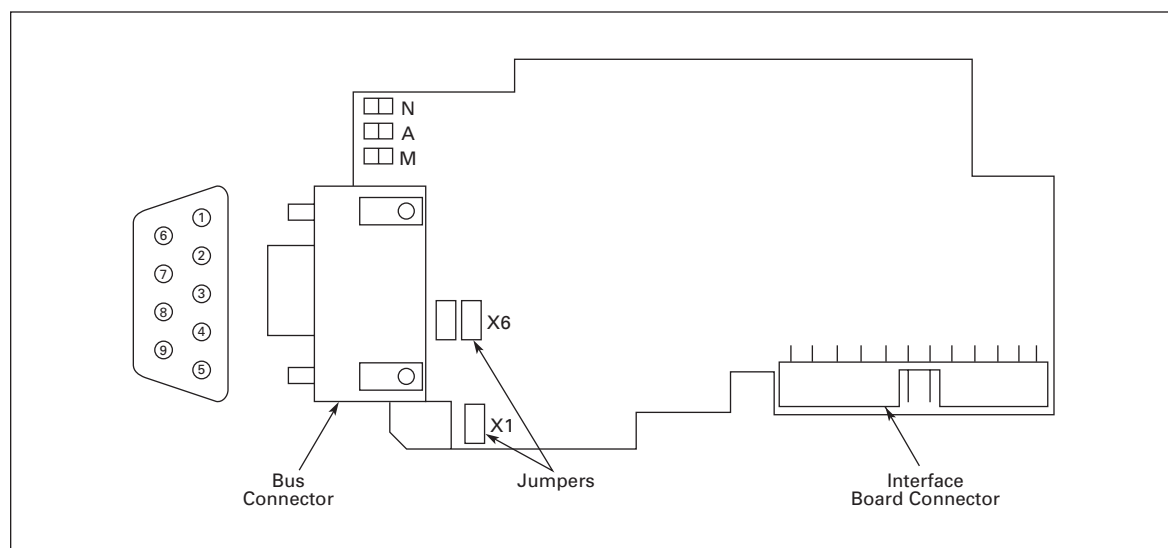 N
A
M
1
6
2
7
3
8
4
9
5
X6
X1
Bus
Connector
Jumpers
Interface
Board Connector